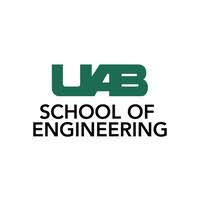 UAB
SCHOOL OF
ENGINEERING